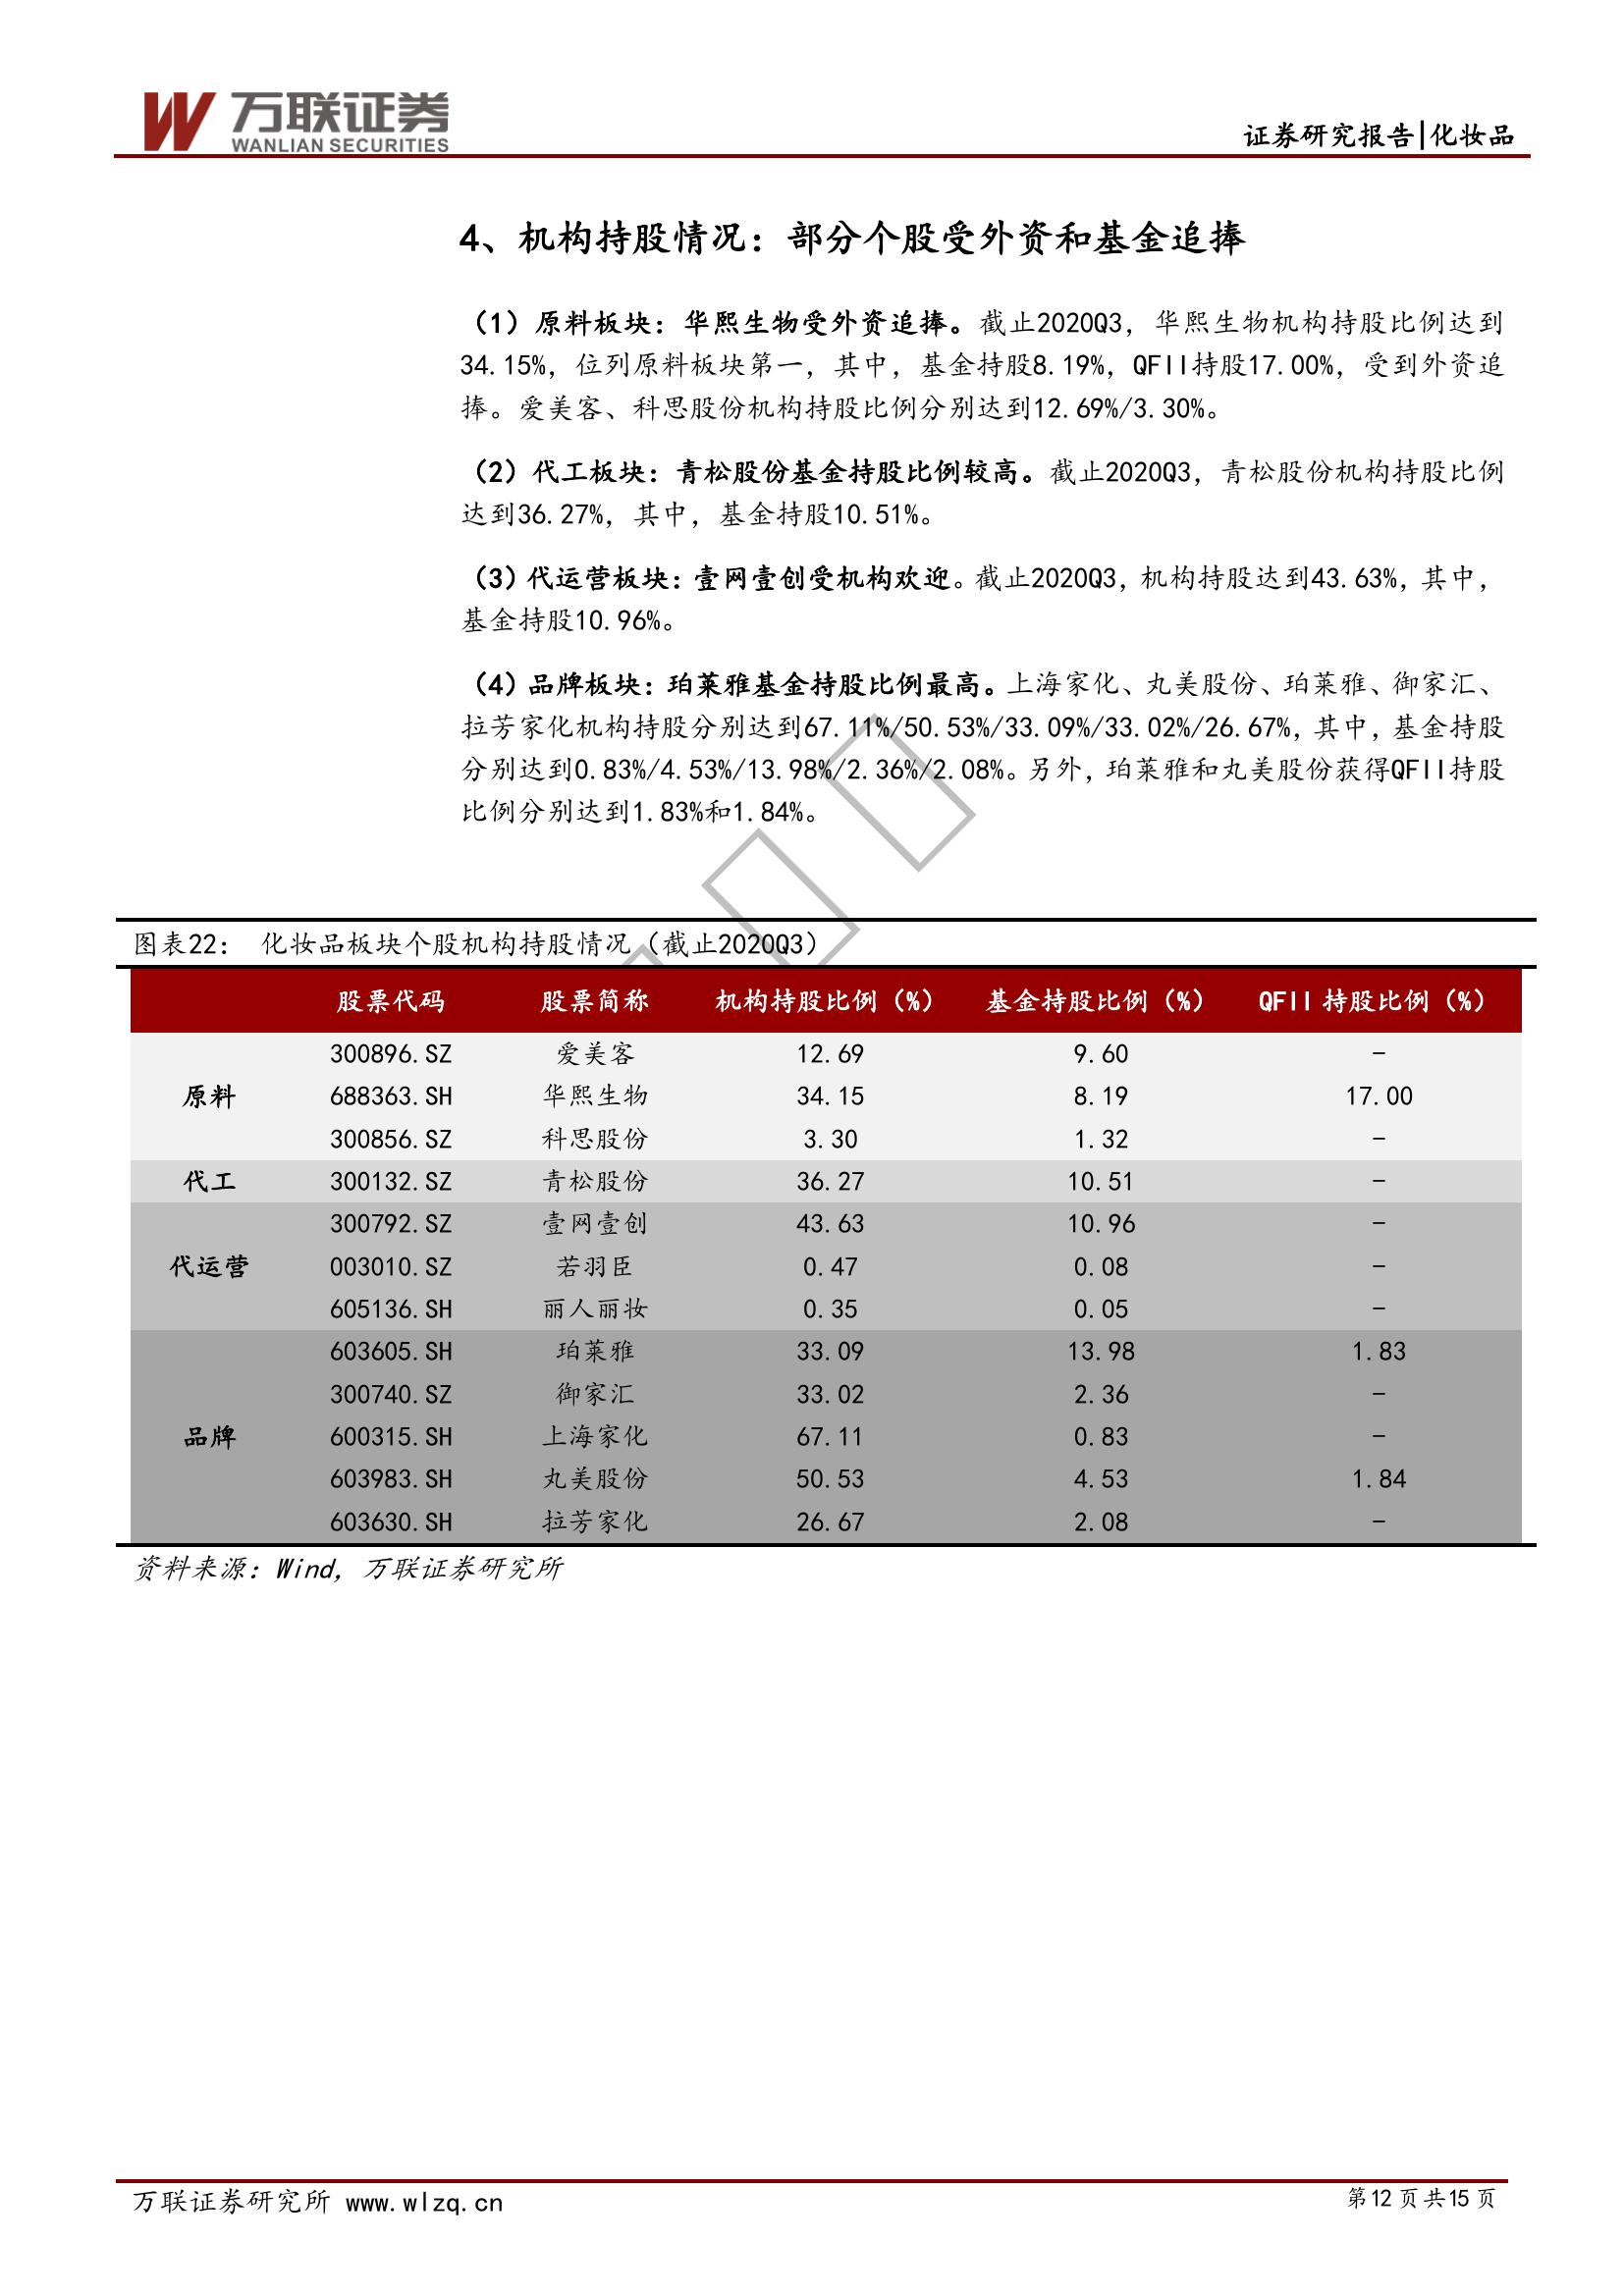 万联证券
WANLIAN SECURITIES
证券研究报告|化妆品
4、机构持股情况：部分个股受外资和基金追捧
（1）原料板块：华熙生物受外资追捧。截止2020Q3，华熙生物机构持股比例达到
34.15%，位列原料板块第一，其中，基金持股8.19%，QFII持股17.00%，受到外资追
捧。爱美客、科思股份机构持股比例分别达到12.69%/3.30%。
（2）代工板块：青松股份基金持股比例较高。截止2020Q3，青松股份机构持股比例
达到36.27%，其中，基金持股10.51%。
（3）代运营板块：壹网壹创受机构欢迎。截止2020Q3，机构持股达到43.63%，其中，
基金持股10.96%。
（4）品牌板块：珀莱雅基金持股比例最高。上海家化、丸美股份、珀莱雅、御家汇、
拉芳家化机构持股分别达到67.11%/50.53%/33.09%/33.02%/26.67%，其中，基金持股
分别达到0.83%/4.53%/13.98%/2.36%/2.08%。另外，珀莱雅和丸美股份获得QFII持股
比例分别达到1.83%和1.84%。
图表22： 化妆品板块个股机构持股情况（截止2020Q3）
股票代码 股票简称 机构持股比例（%） 基金持股比例（%） QFII 持股比例（%）
300896.SZ 爱美客 12.69 9.60 -
原料 688363.SH 华熙生物 34.15 8.19 17.00
300856.SZ 科思股份 3.30 1.32 -
代工 300132.SZ 青松股份 36.27 10.51 -
300792.SZ 壹网壹创 43.63 10.96 -
代运营 003010.SZ 若羽臣 0.47 0.08 -
605136.SH 丽人丽妆 0.35 0.05 -
603605.SH 珀莱雅 33.09 13.98 1.83
300740.SZ 御家汇 33.02 2.36 -
品牌 600315.SH 上海家化 67.11 0.83 -
603983.SH 丸美股份 50.53 4.53 1.84
603630.SH 拉芳家化 26.67 2.08 -
资料来源：Wind，万联证券研究所
万联证券研究所 www.wlzq.cn
第12页共15页